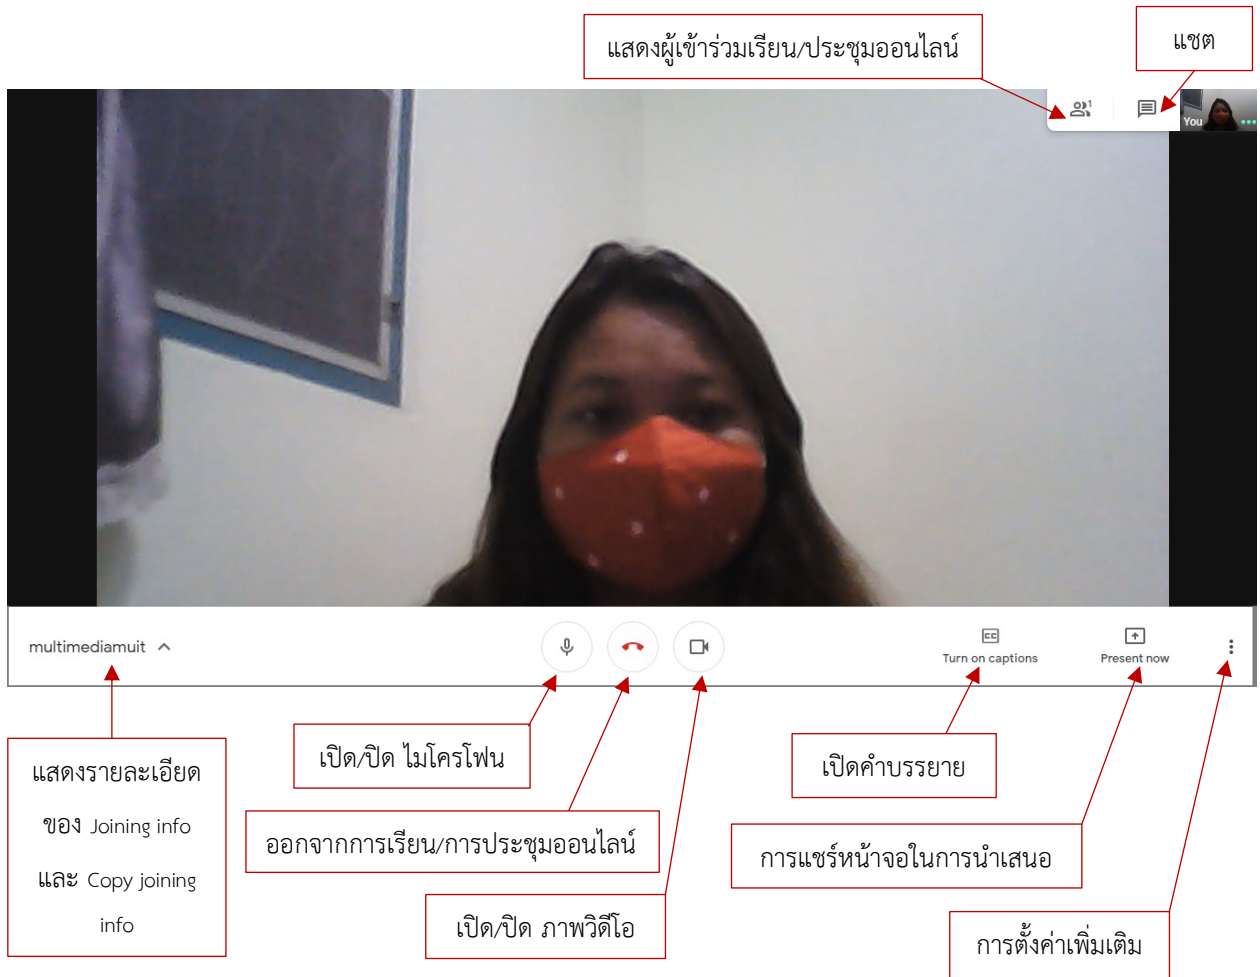 แสดงผู้เข้าร่วมเรียน/ประชุมออนไลน์
แชต
1
You
multimediamuit
CC
Turn on captions
Present now
แสดงรายละเอียด
ของ Joining info
และ Copy joining
info
เปิด/ปิด ไมโครโฟน
ออกจากการเรียน/การประชุมออนไลน์
เปิด/ปิด ภาพวิดีโอ
เปิดคำบรรยาย
การแชร์หน้าจอในการนำเสนอ
การตั้งค่าเพิ่มเติม